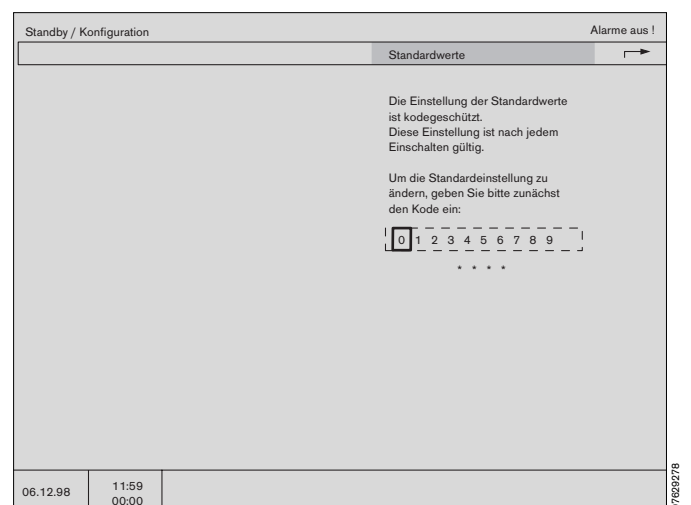 Standby / Konfiguration
Alarme aus !
Standardwerte
Die Einstellung der Standardwerte
ist kodegeschützt.
Diese Einstellung ist nach jedem
Einschalten gültig.
Um die Standardeinstellung zu
ändern, geben Sie bitte zunächst
den Kode ein:
0 1 2 3 4 5 6 7 8 9
* * * *
06.12.98
11:59
00:00
7629278